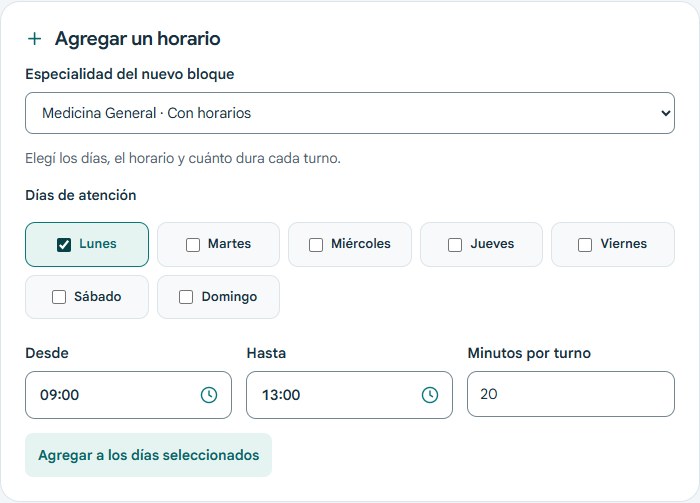 Agregar un horario
Especialidad del nuevo bloque
Medicina General · Con horarios
Elegí los días, el horario y cuánto dura cada turno.
Días de atención
Lunes Martes Miércoles Jueves Viernes
Sábado Domingo
Desde Hasta Minutos por turno
09:00 13:00 20
Agregar a los días seleccionados